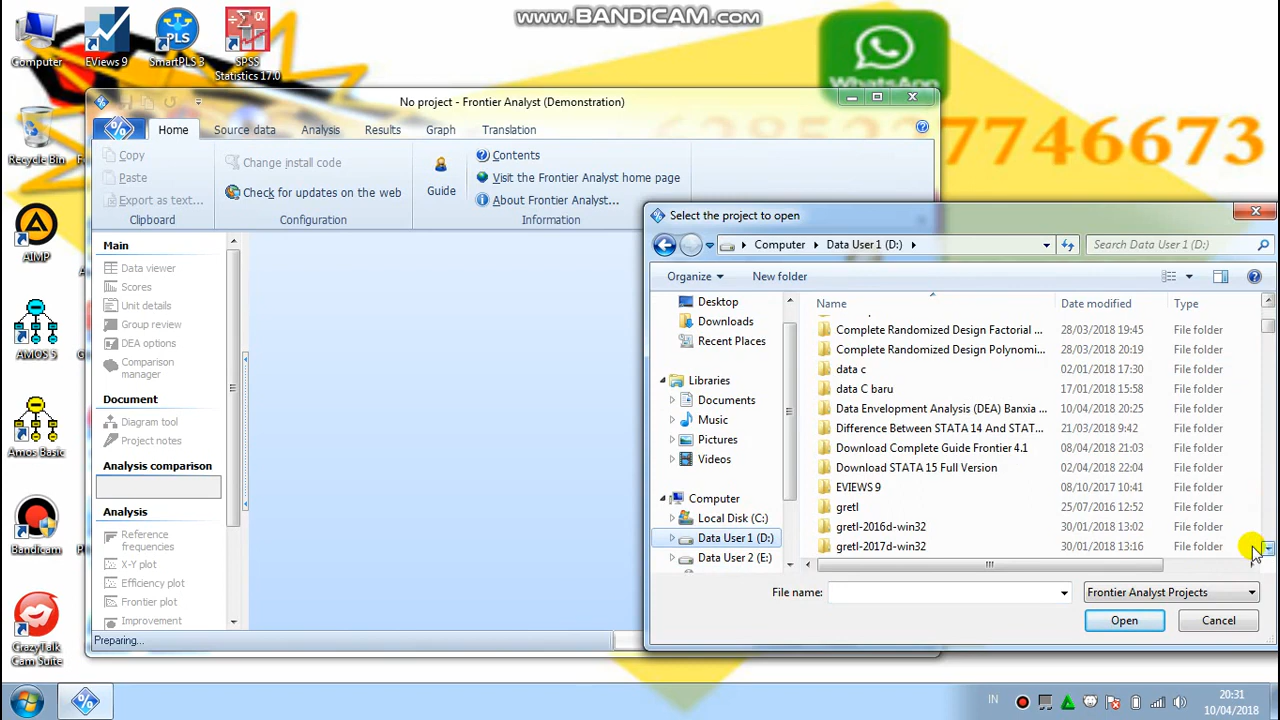 www.BANDICAM.com
Computer
EViews 9
SmartPLS 3
SPSS
Statistics 17.0
WhatsApp
7746673
Recycle Bin
AIMP
AMOS 5
Amos Basic
Bandicam
CrazyTalk
Cam Suite
No project - Frontier Analyst (Demonstration)
Home
Source data
Analysis
Results
Graph
Translation
Copy
Paste
Export as text...
Clipboard
Change install code
Check for updates on the web
Configuration
Guide
Contents
Visit the Frontier Analyst home page
About Frontier Analyst...
Information
Main
Data viewer
Scores
Unit details
Group review
DEA options
Comparison
manager
Document
Diagram tool
Project notes
Analysis comparison
Analysis
Reference
frequencies
X-Y plot
Efficiency plot
Frontier plot
Improvement
Preparing...
Select the project to open
Computer
Data User 1 (D:)
Search Data User 1 (D:)
Organize
New folder
Desktop
Downloads
Recent Places
Libraries
Documents
Music
Pictures
Videos
Computer
Local Disk (C:)
Data User 1 (D:)
Data User 2 (E:)
Name Date modified Type
Complete Randomized Design Factorial ... 28/03/2018 19:45 File folder
Complete Randomized Design Polynomi... 28/03/2018 20:19 File folder
data c 02/01/2018 17:30 File folder
data C baru 17/01/2018 15:58 File folder
Data Envelopment Analysis (DEA) Banxia ... 10/04/2018 20:25 File folder
Difference Between STATA 14 And STAT... 21/03/2018 9:42 File folder
Download Complete Guide Frontier 4.1 08/04/2018 21:03 File folder
Download STATA 15 Full Version 02/04/2018 22:04 File folder
EVIEWS 9 08/10/2017 10:41 File folder
gretl 25/07/2016 12:52 File folder
gretl-2016d-win32 30/01/2018 13:02 File folder
gretl-2017d-win32 30/01/2018 13:16 File folder
File name:
Frontier Analyst Projects
Open
Cancel
IN
20:31
10/04/2018